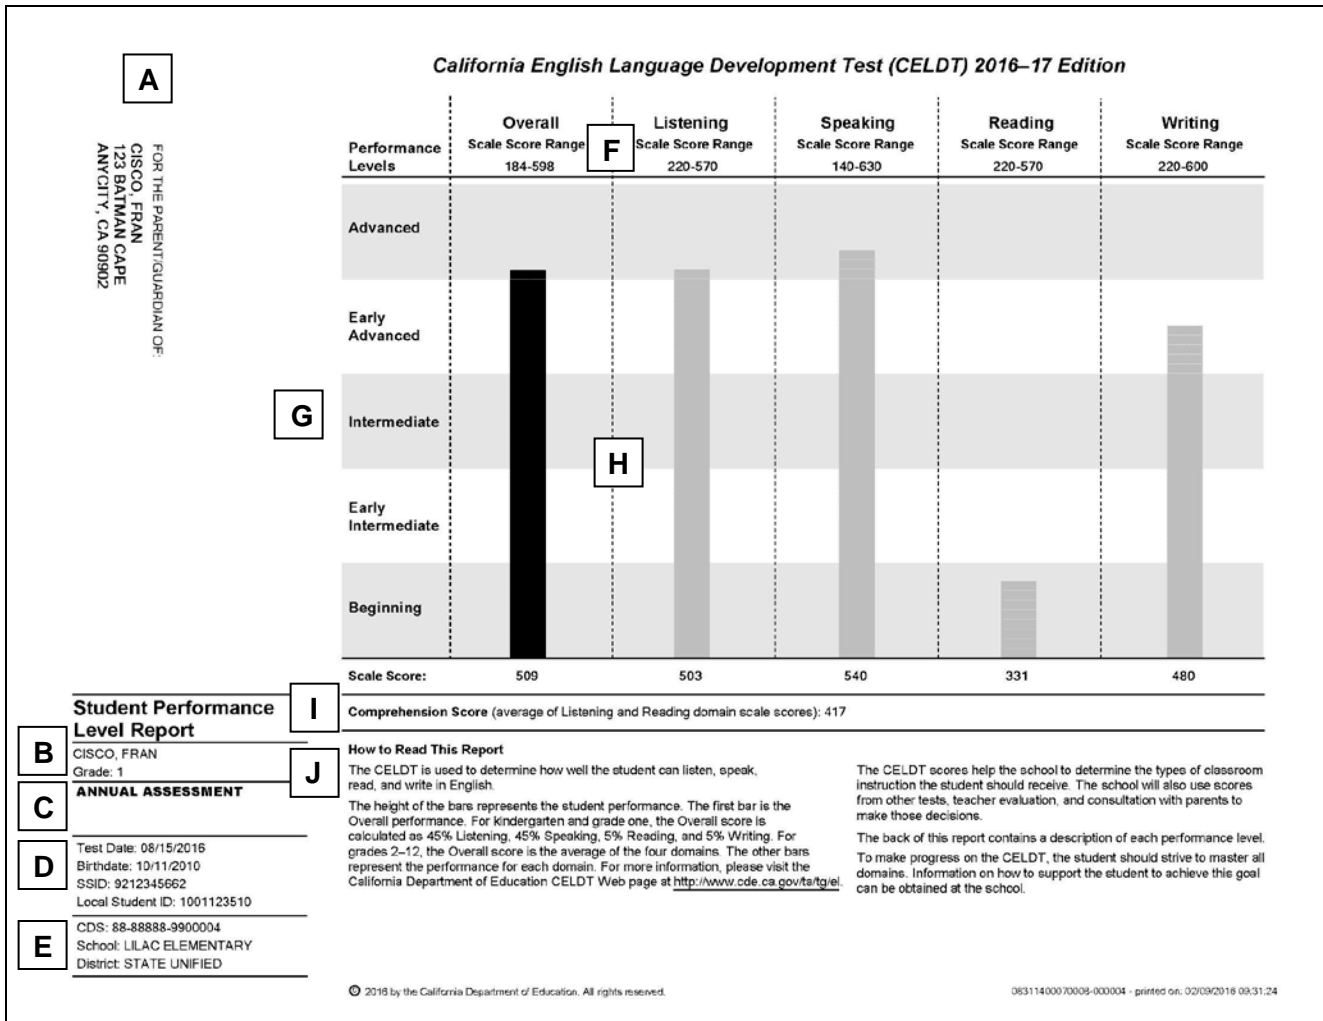 A
FOR THE PARENT/GUARDIAN OF:
CISCO, FRAN
123 BATMAN CAPE
ANYCITY, CA 90902
California English Language Development Test (CELDT) 2016–17 Edition
Performance Levels
Overall
Scale Score Range
184-598
F
Listening
Scale Score Range
220-570
Speaking
Scale Score Range
140-630
Reading
Scale Score Range
220-570
Writing
Scale Score Range
220-600
Advanced
Early
Advanced
G
Intermediate
H
Early
Intermediate
Beginning
Scale Score: 509 503 540 331 480
I
Comprehension Score (average of Listening and Reading domain scale scores): 417
Student Performance
Level Report
B
CISCO, FRAN
Grade: 1
C
ANNUAL ASSESSMENT
D
Test Date: 08/15/2016
Birthdate: 10/11/2010
SSID: 9212345662
Local Student ID: 1001123510
E
CDS: 88-88888-9900004
School: LILAC ELEMENTARY
District: STATE UNIFIED
J
How to Read This Report
The CELDT is used to determine how well the student can listen, speak,
read, and write in English.
The height of the bars represents the student performance. The first bar is the
Overall performance. For kindergarten and grade one, the Overall score is
calculated as 45% Listening, 45% Speaking, 5% Reading, and 5% Writing. For
grades 2–12, the Overall score is the average of the four domains. The other bars
represent the performance for each domain. For more information, please visit the
California Department of Education CELDT Web page at http://www.cde.ca.gov/ta/tg/el.
The CELDT scores help the school to determine the types of classroom
instruction the student should receive. The school will also use scores
from other tests, teacher evaluation, and consultation with parents to
make those decisions.
The back of this report contains a description of each performance level.
To make progress on the CELDT, the student should strive to master all
domains. Information on how to support the student to achieve this goal
can be obtained at the school.
© 2016 by the California Department of Education. All rights reserved.
08311400070008-000004 - printed on: 02/09/2016 09:31:24